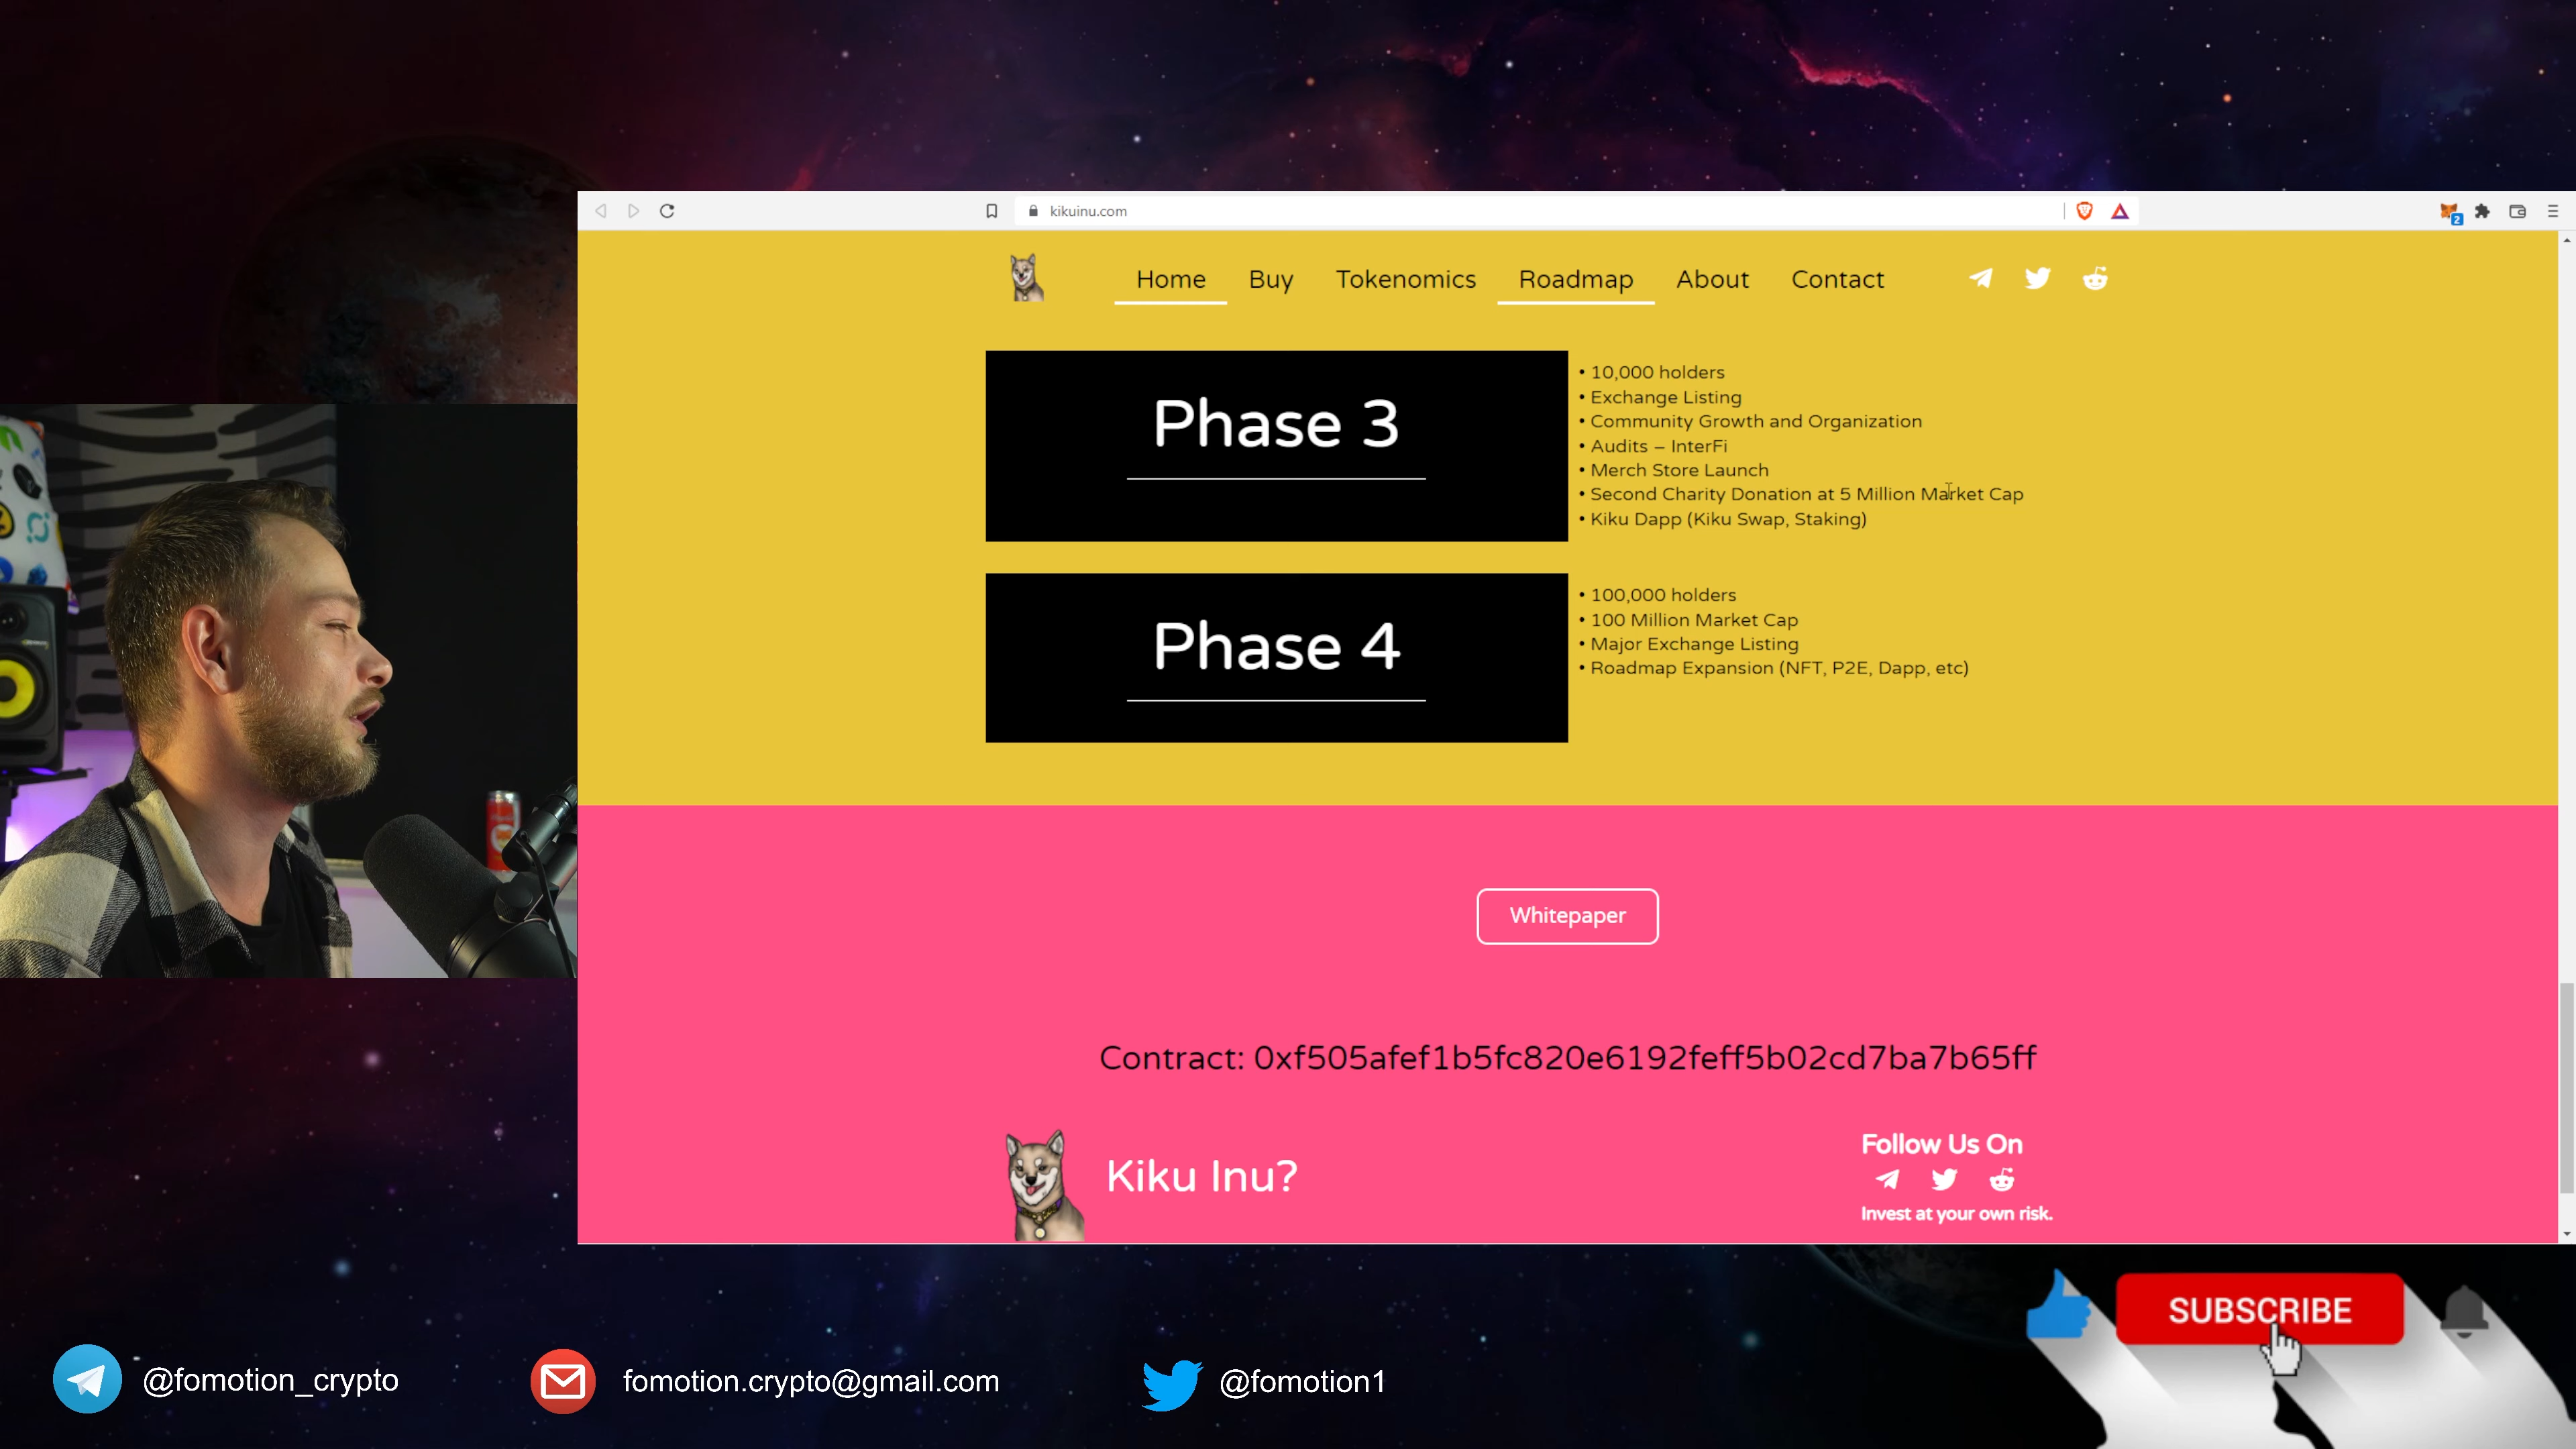 kikuinu.com
2
Home Buy Tokenomics Roadmap About Contact
Phase 3
• 10,000 holders
• Exchange Listing
• Community Growth and Organization
• Audits – InterFi
• Merch Store Launch
• Second Charity Donation at 5 Million Market Cap
• Kiku Dapp (Kiku Swap, Staking)
Phase 4
• 100,000 holders
• 100 Million Market Cap
• Major Exchange Listing
• Roadmap Expansion (NFT, P2E, Dapp, etc)
Whitepaper
Contract: 0xf505afef1b5fc820e6192feff5b02cd7ba7b65ff
Kiku Inu?
Follow Us On
Invest at your own risk.
SUBSCRIBE
@fomotion_crypto
fomotion.crypto@gmail.com
@fomotion1